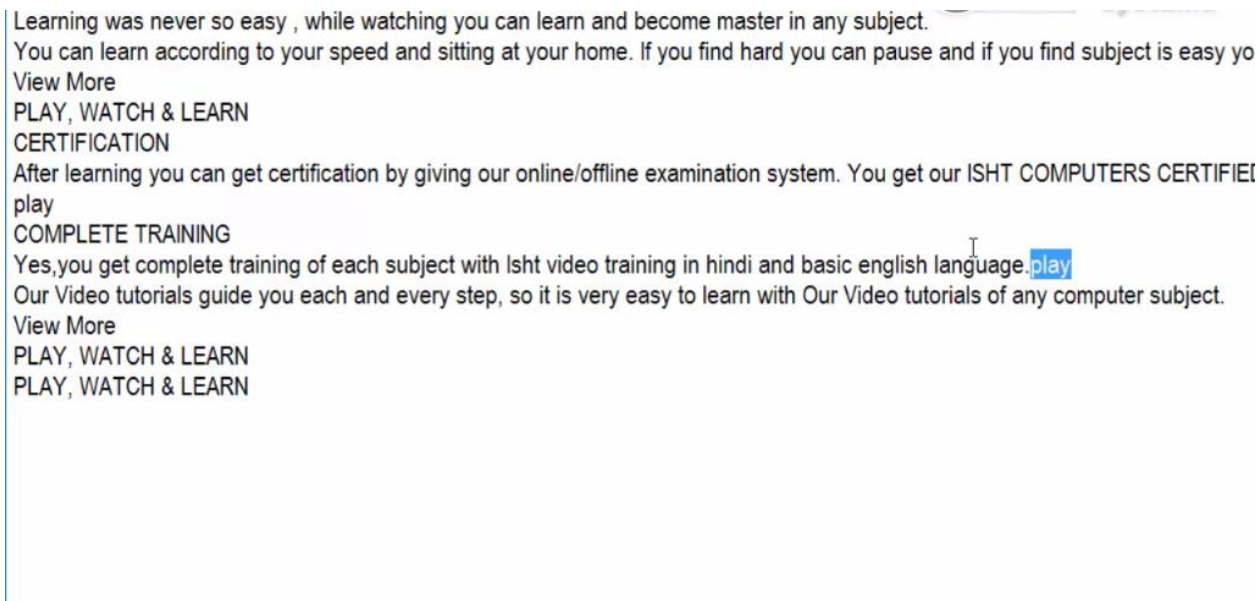 Learning was never so easy , while watching you can learn and become master in any subject.
You can learn according to your speed and sitting at your home. If you find hard you can pause and if you find subject is easy yo
View More
PLAY, WATCH & LEARN
CERTIFICATION
After learning you can get certification by giving our online/offline examination system. You get our ISHT COMPUTERS CERTIFIED
play
COMPLETE TRAINING
Yes,you get complete training of each subject with Isht video training in hindi and basic english language.play
Our Video tutorials guide you each and every step, so it is very easy to learn with Our Video tutorials of any computer subject.
View More
PLAY, WATCH & LEARN
PLAY, WATCH & LEARN